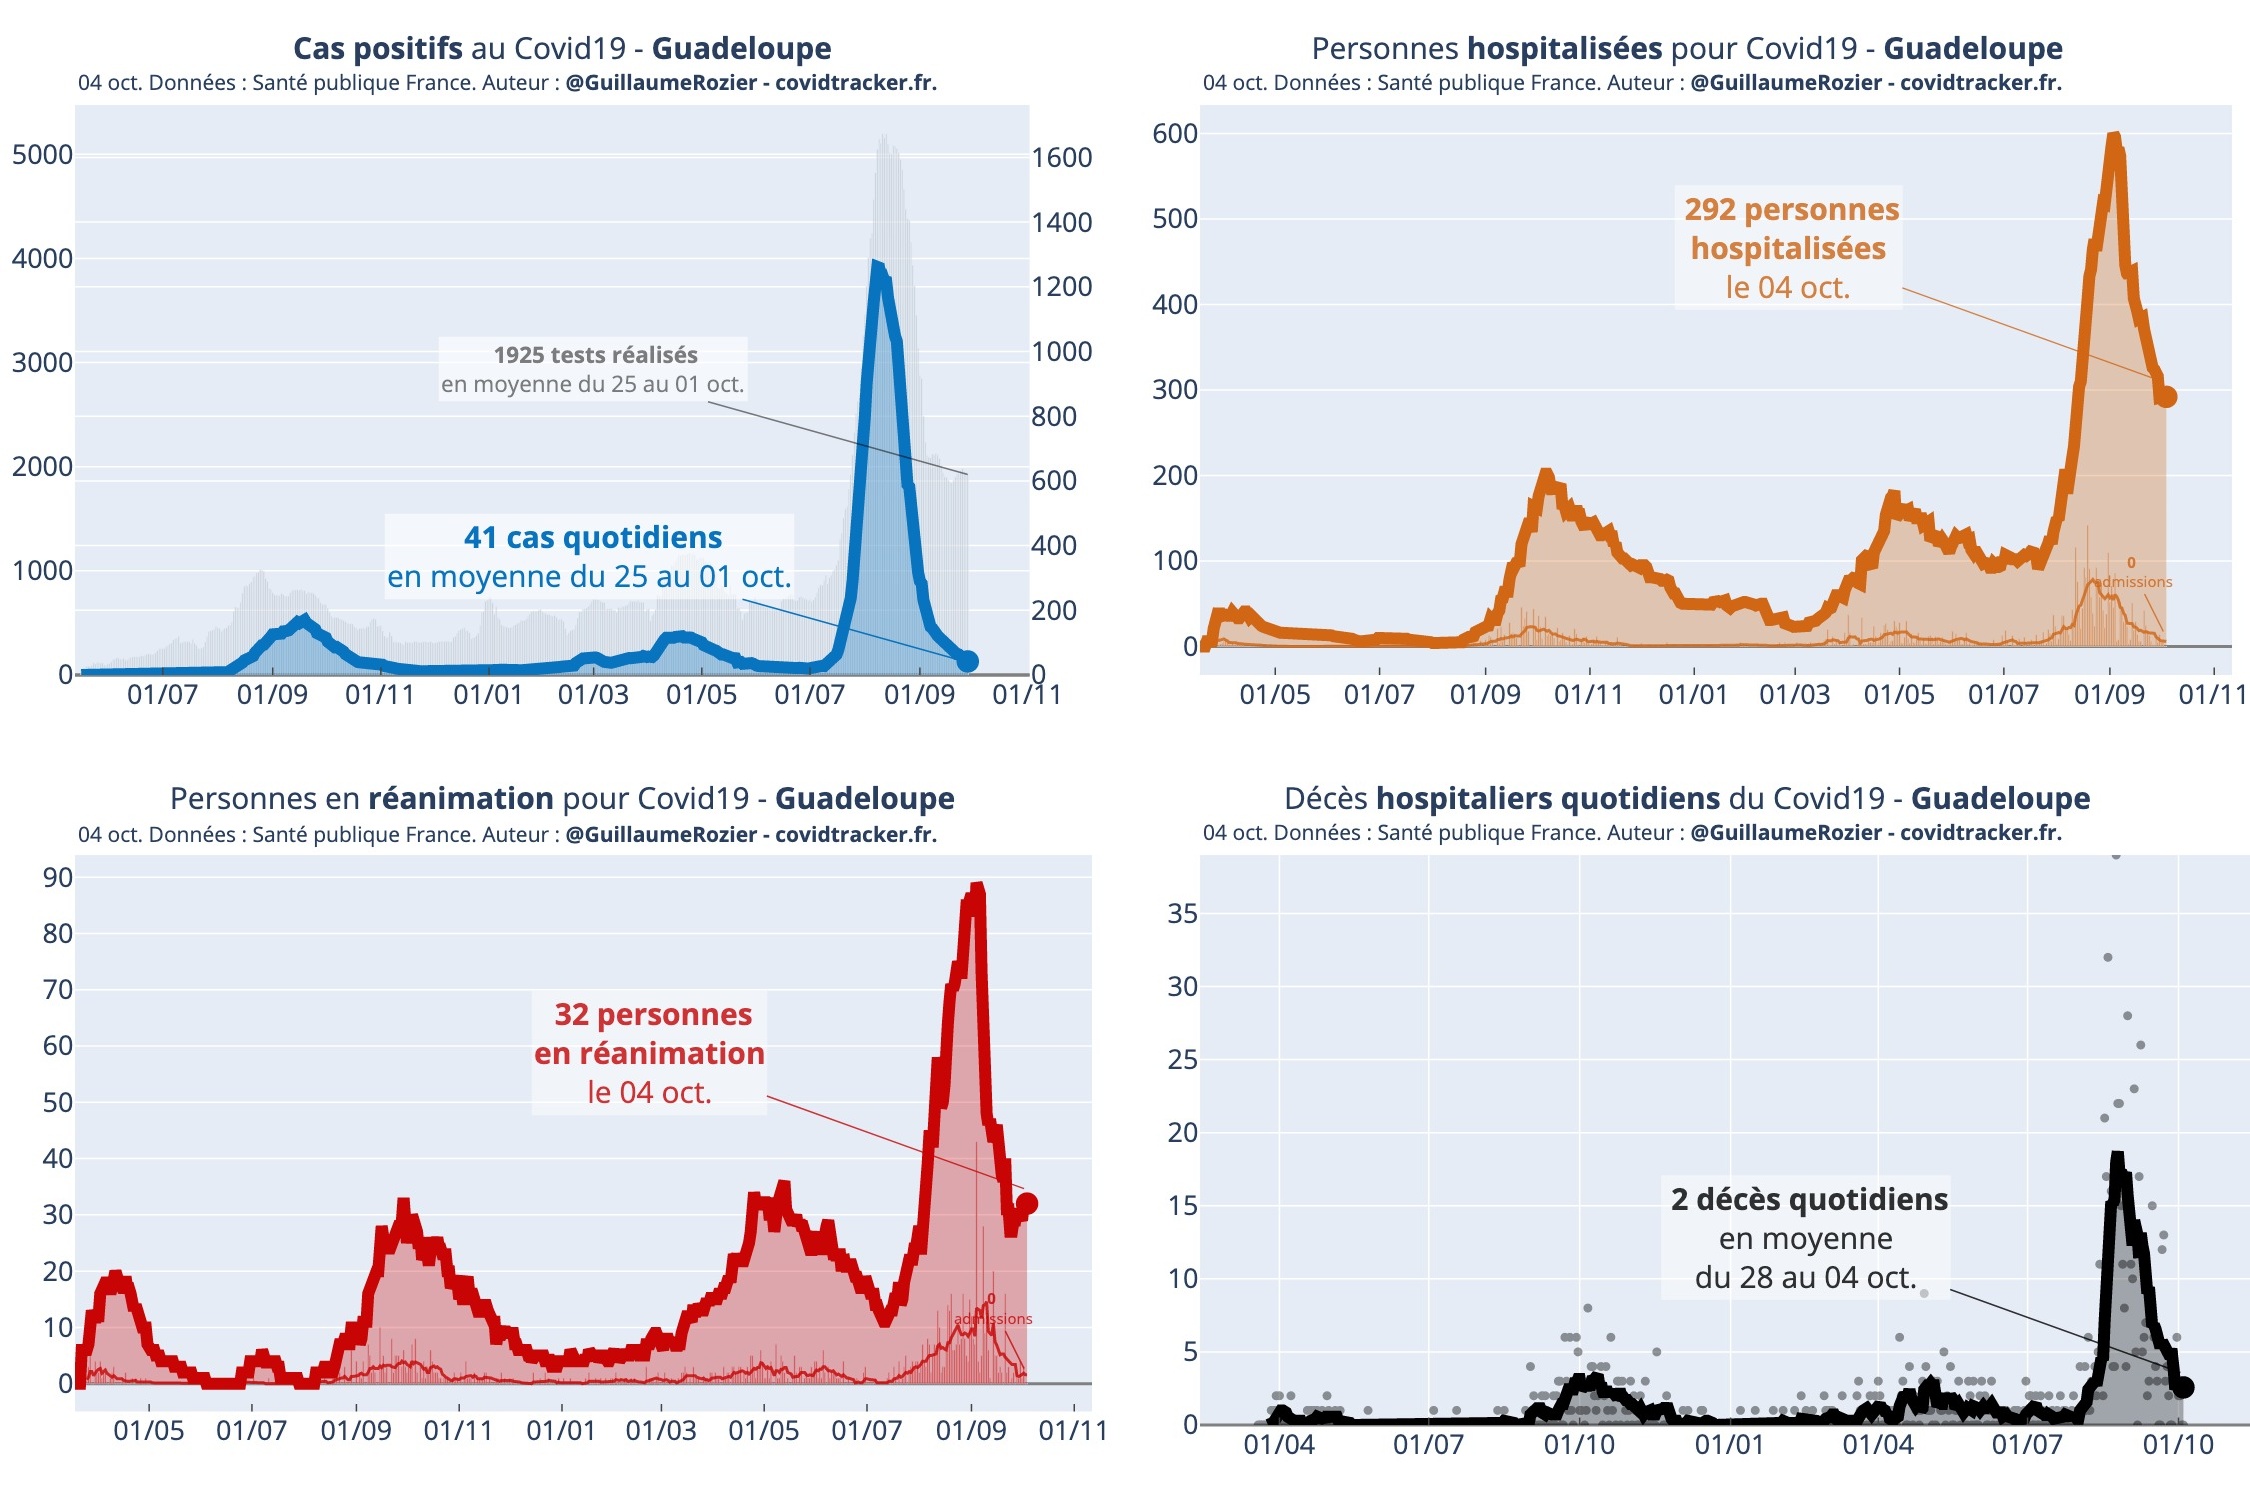 Cas positifs au Covid19 - Guadeloupe
04 oct. Données : Santé publique France. Auteur : @GuillaumeRozier - covidtracker.fr.
5000
4000
3000
2000
1000
0
1600
1400
1200
1000
800
600
400
200
0
1925 tests réalisés
en moyenne du 25 au 01 oct.
41 cas quotidiens
en moyenne du 25 au 01 oct.
01/07 01/09 01/11 01/01 01/03 01/05 01/07 01/09 01/11
Personnes hospitalisées pour Covid19 - Guadeloupe
04 oct. Données : Santé publique France. Auteur : @GuillaumeRozier - covidtracker.fr.
600
500
400
300
200
100
0
292 personnes
hospitalisées
le 04 oct.
0
admissions
01/05 01/07 01/09 01/11 01/01 01/03 01/05 01/07 01/09 01/11
Personnes en réanimation pour Covid19 - Guadeloupe
04 oct. Données : Santé publique France. Auteur : @GuillaumeRozier - covidtracker.fr.
90
80
70
60
50
40
30
20
10
0
32 personnes
en réanimation
le 04 oct.
0
admissions
01/05 01/07 01/09 01/11 01/01 01/03 01/05 01/07 01/09 01/11
Décès hospitaliers quotidiens du Covid19 - Guadeloupe
04 oct. Données : Santé publique France. Auteur : @GuillaumeRozier - covidtracker.fr.
35
30
25
20
15
10
5
0
2 décès quotidiens
en moyenne
du 28 au 04 oct.
01/04 01/07 01/10 01/01 01/04 01/07 01/10